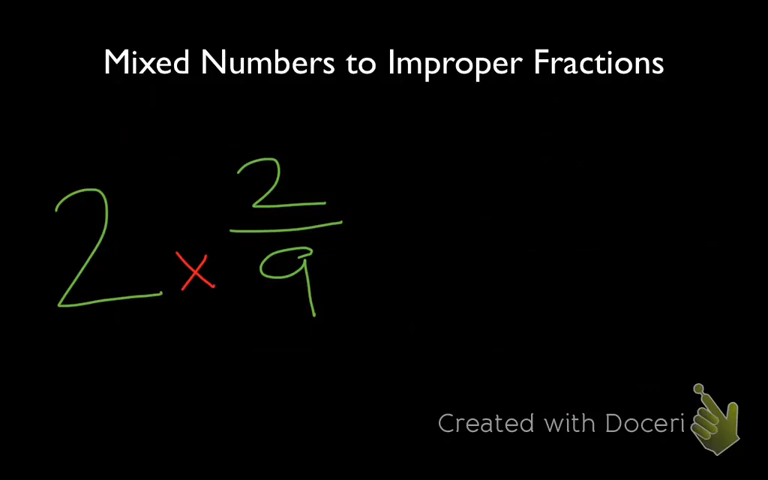 Mixed Numbers to Improper Fractions
2 x 2/9
Created with Doceri